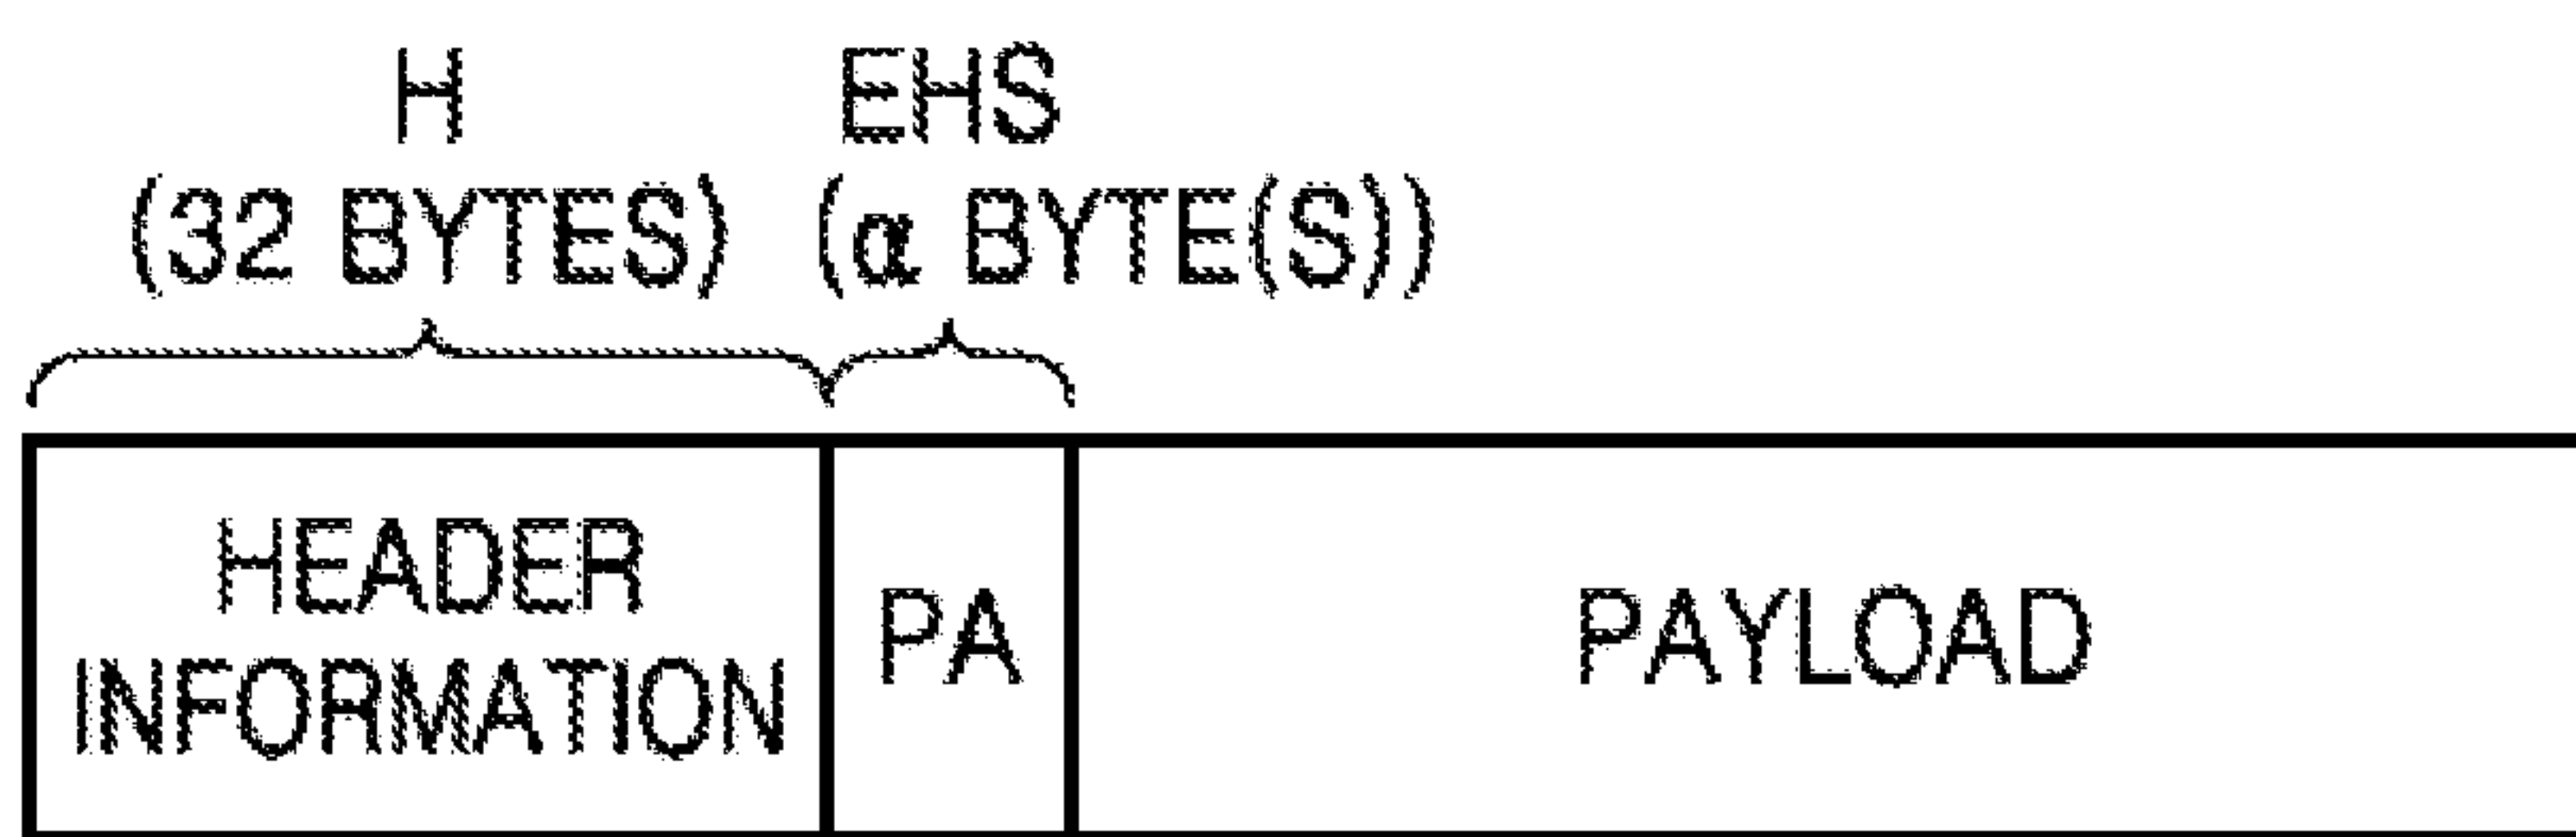 H
(32 BYTES)
EHS
(α BYTE(S))
HEADER
INFORMATION
PA
PAYLOAD